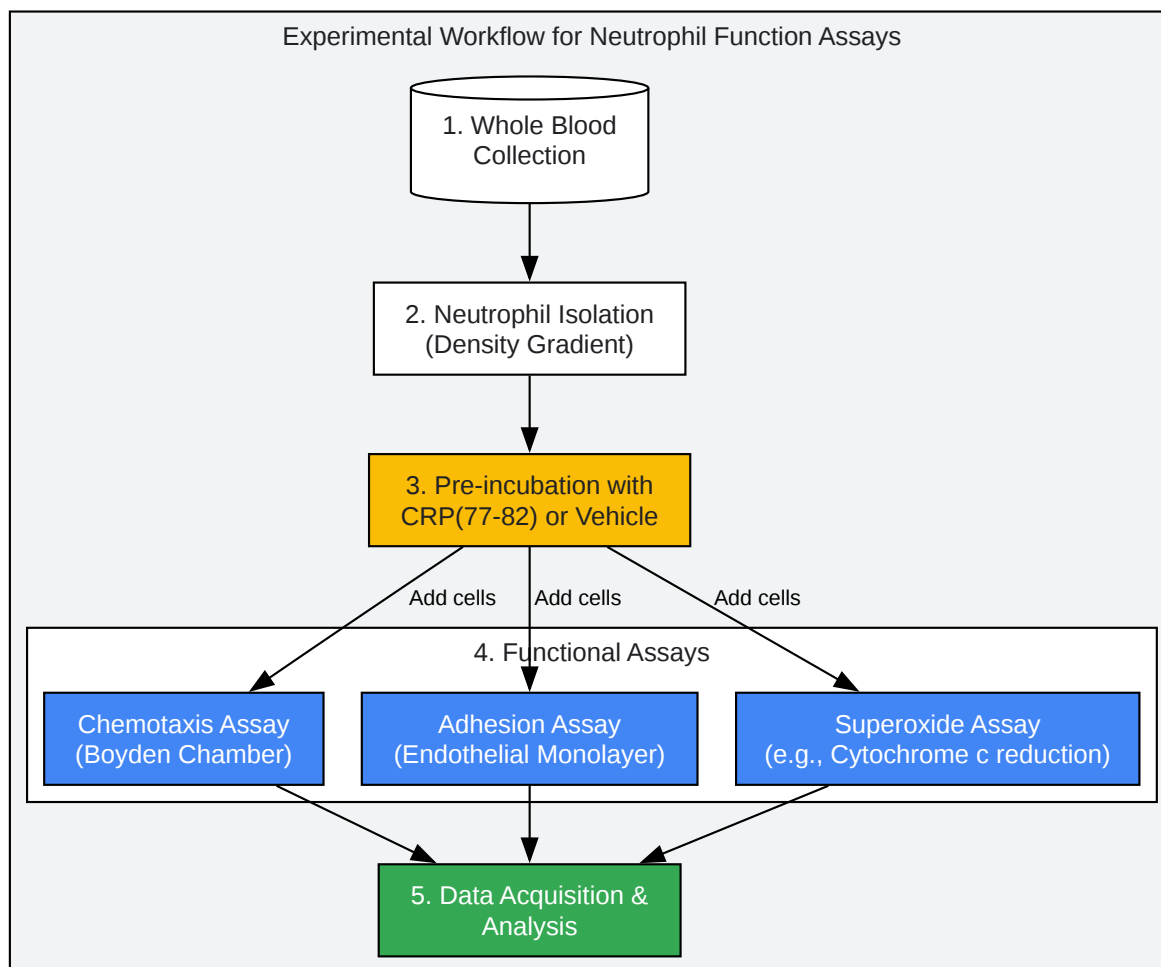 Experimental Workflow for Neutrophil Function Assays
1. Whole Blood
Collection
2. Neutrophil Isolation
(Density Gradient)
3. Pre-incubation with
CRP(77-82) or Vehicle
Add cells
Add cells
Add cells
4. Functional Assays
Chemotaxis Assay
(Boyden Chamber)
Adhesion Assay
(Endothelial Monolayer)
Superoxide Assay
(e.g., Cytochrome c reduction)
5. Data Acquisition &
Analysis